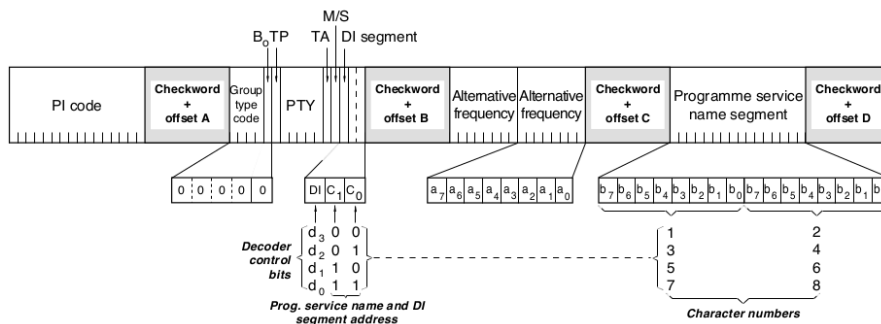 M/S
B₀ TP TA DI segment
PI code
Checkword + offset A
Group type code
PTY
Checkword + offset B
Alternative frequency
Alternative frequency
Checkword + offset C
Programme service name segment
Checkword + offset D
0 0 0 0 0
DI C₁ C₀
a₇ a₆ a₅ a₄ a₃ a₂ a₁ a₀
b₇ b₆ b₅ b₄ b₃ b₂ b₁ b₀ b₇ b₆ b₅ b₄ b₃ b₂ b₁ b
Decoder control bits
d₃ 0 0
d₂ 0 1
d₁ 1 0
d₀ 1 1
1 2
3 4
5 6
7 8
Prog. service name and DI segment address
Character numbers